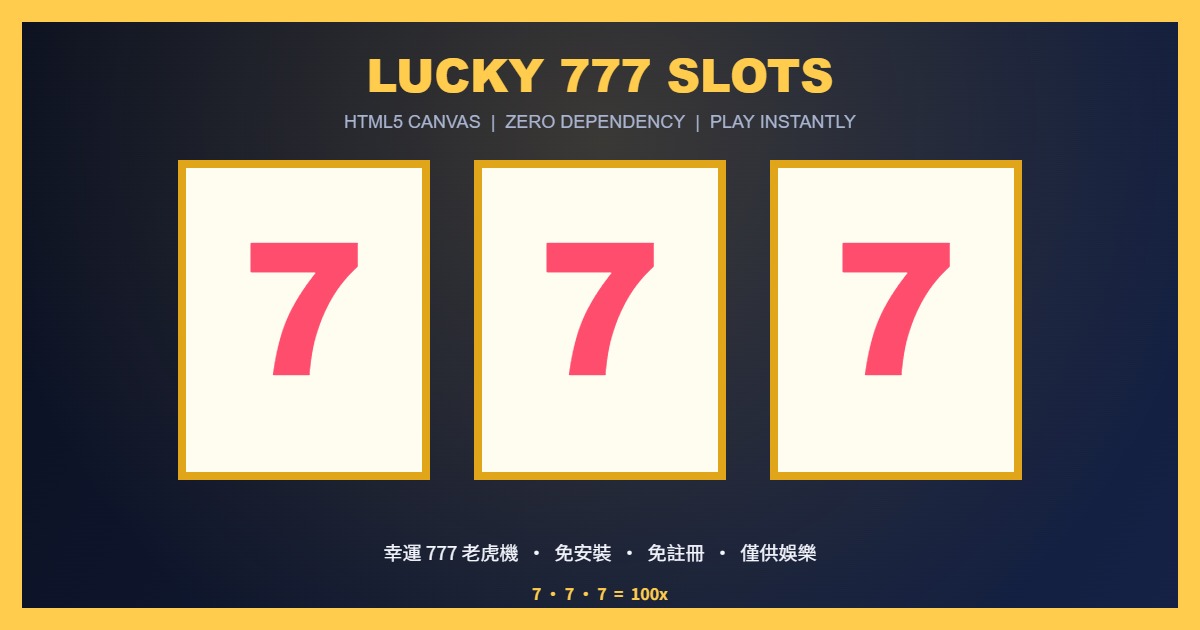 LUCKY 777 SLOTS
HTML5 CANVAS | ZERO DEPENDENCY | PLAY INSTANTLY
7 7 7
幸運 777 老虎機 • 免安裝 • 免註冊 • 僅供娛樂
7 • 7 • 7 = 100x